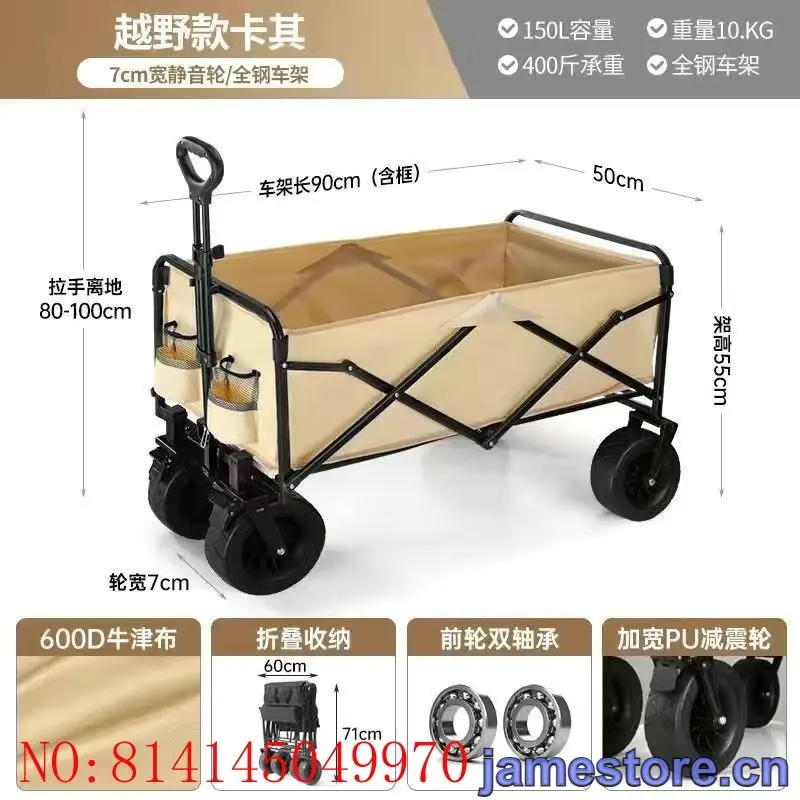 越野款卡其
7cm宽静音轮/全钢车架
150L容量
重量10.KG
400斤承重
全钢车架
车架长90cm（含框）
50cm
拉手离地
80-100cm
架高55cm
轮宽7cm
600D牛津布
折叠收纳
前轮双轴承
加宽PU减震轮
60cm
71cm
NO:814145049970
jamestore.cn